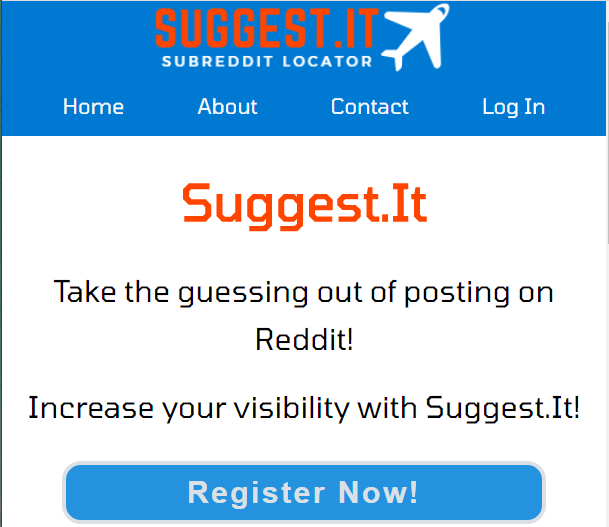 SUGGEST.IT
SUBREDDIT LOCATOR
Home About Contact Log In
Suggest.It
Take the guessing out of posting on
Reddit!
Increase your visibility with Suggest.It!
Register Now!